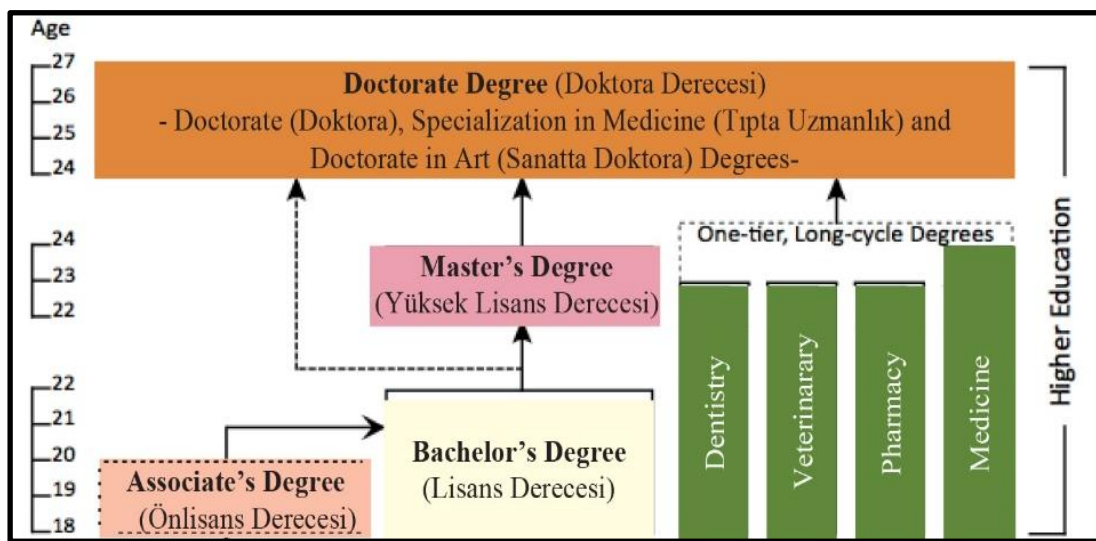 Age
27
26
25
24
Doctorate Degree (Doktora Derecesi)
- Doctorate (Doktora), Specialization in Medicine (Tıpta Uzmanlık) and
Doctorate in Art (Sanatta Doktora) Degrees-
24
23
22
Master's Degree
(Yüksek Lisans Derecesi)
One-tier, Long-cycle Degrees
22
21
20
19
18
Associate's Degree
(Önlisans Derecesi)
Bachelor's Degree
(Lisans Derecesi)
Dentistry
Veterinarary
Pharmacy
Medicine
Higher Education